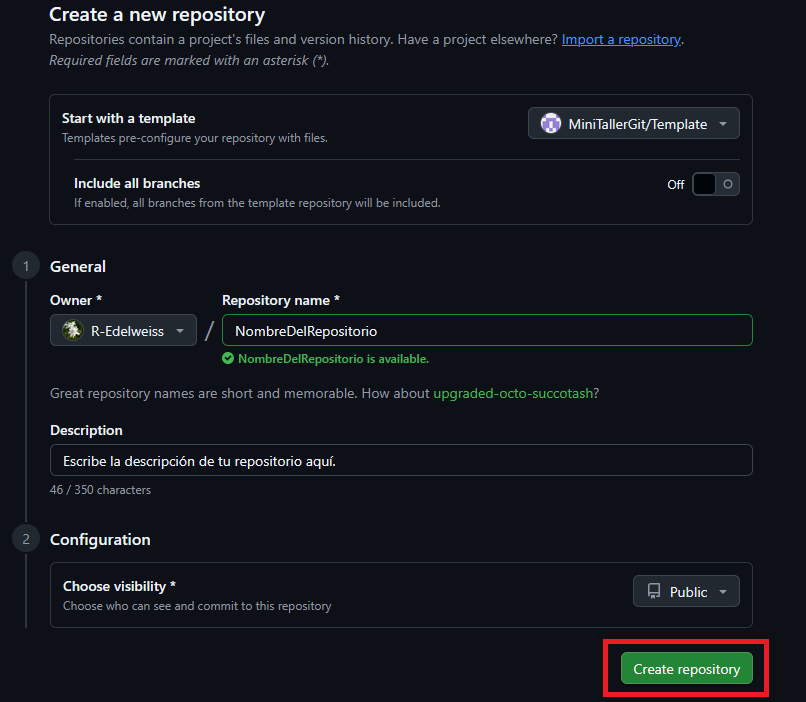 Create a new repository
Repositories contain a project's files and version history. Have a project elsewhere? Import a repository.
Required fields are marked with an asterisk (*).
Start with a template
Templates pre-configure your repository with files.
MiniTallerGit/Template
Include all branches
If enabled, all branches from the template repository will be included.
Off
1
General
Owner *
Repository name *
R-Edelweiss
/
NombreDelRepositorio
NombreDelRepositorio is available.
Great repository names are short and memorable. How about upgraded-octo-succotash?
Description
Escribe la descripción de tu repositorio aquí.
46 / 350 characters
2
Configuration
Choose visibility *
Choose who can see and commit to this repository
Public
Create repository